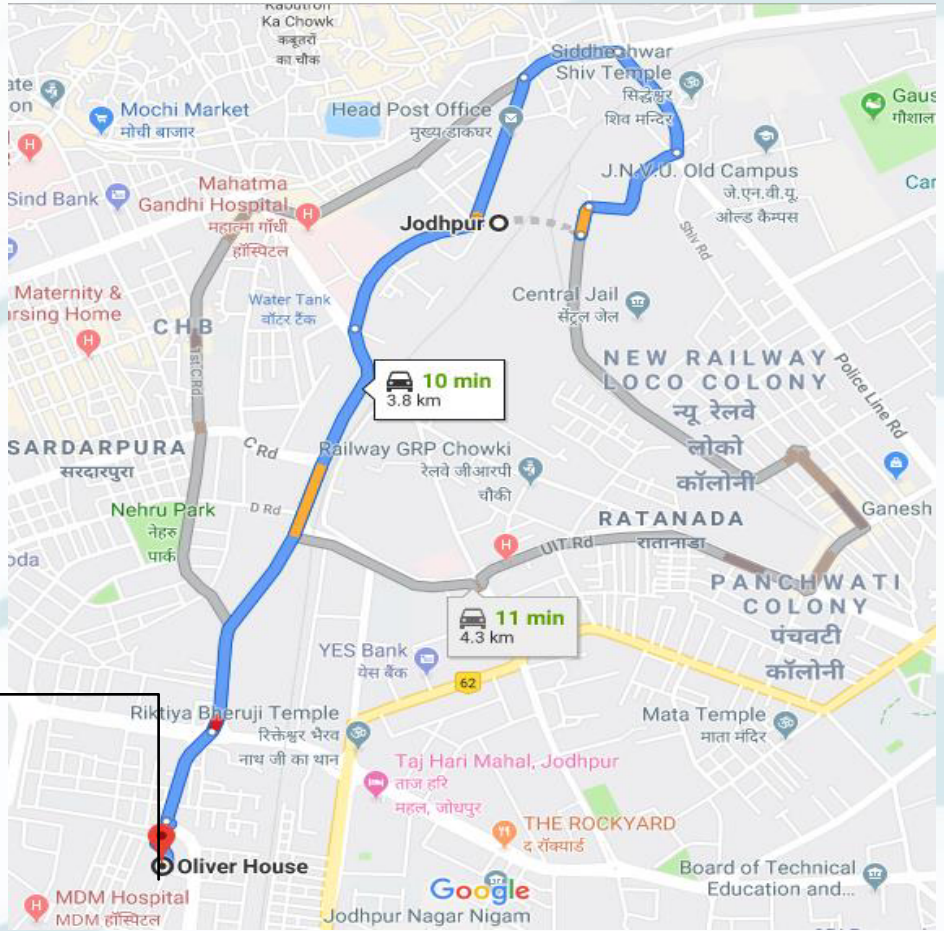 Ka Chowk
कबूतरों
का चौक
Siddheshwar
Shiv Temple
सिद्धेश्वर
शिव मन्दिर
Mochi Market
मोची बाजार
Head Post Office
मुख्य डाकघर
गौशाल
J.N.V.U. Old Campus
जे.एन.वी.यू.
ओल्ड कैम्पस
Sind Bank
Mahatma
Gandhi Hospital
महात्मा गाँधी
हॉस्पिटल
Jodhpur
Shiv Rd
Maternity &
Water Tank
वॉटर टैंक
Central Jail
सेंट्रल जेल
CHB
1st C Rd
NEW RAILWAY
LOCO COLONY
न्यू रेलवे
लोको
कॉलोनी
Police Line Rd
10 min
3.8 km
SARDARPURA
सरदारपुरा
C Rd
Railway GRP Chowki
रेलवे जीआरपी
चौकी
Nehru Park
नेहरु
पार्क
D Rd
Ganesh
RATANADA
रातानाडा
UIT Rd
PANCHWATI
COLONY
पंचवटी
कॉलोनी
11 min
4.3 km
YES Bank
येस बैंक
62
Riktiya Bheruji Temple
रिक्तेश्वर भैरव
नाथ जी का थान
Mata Temple
माता मंदिर
Taj Hari Mahal, Jodhpur
ताज हरि
महल, जोधपुर
THE ROCKYARD
द रॉक्यार्ड
Oliver House
Board of Technical
Education and...
MDM Hospital
MDM हॉस्पिटल
Google
Jodhpur Nagar Nigam